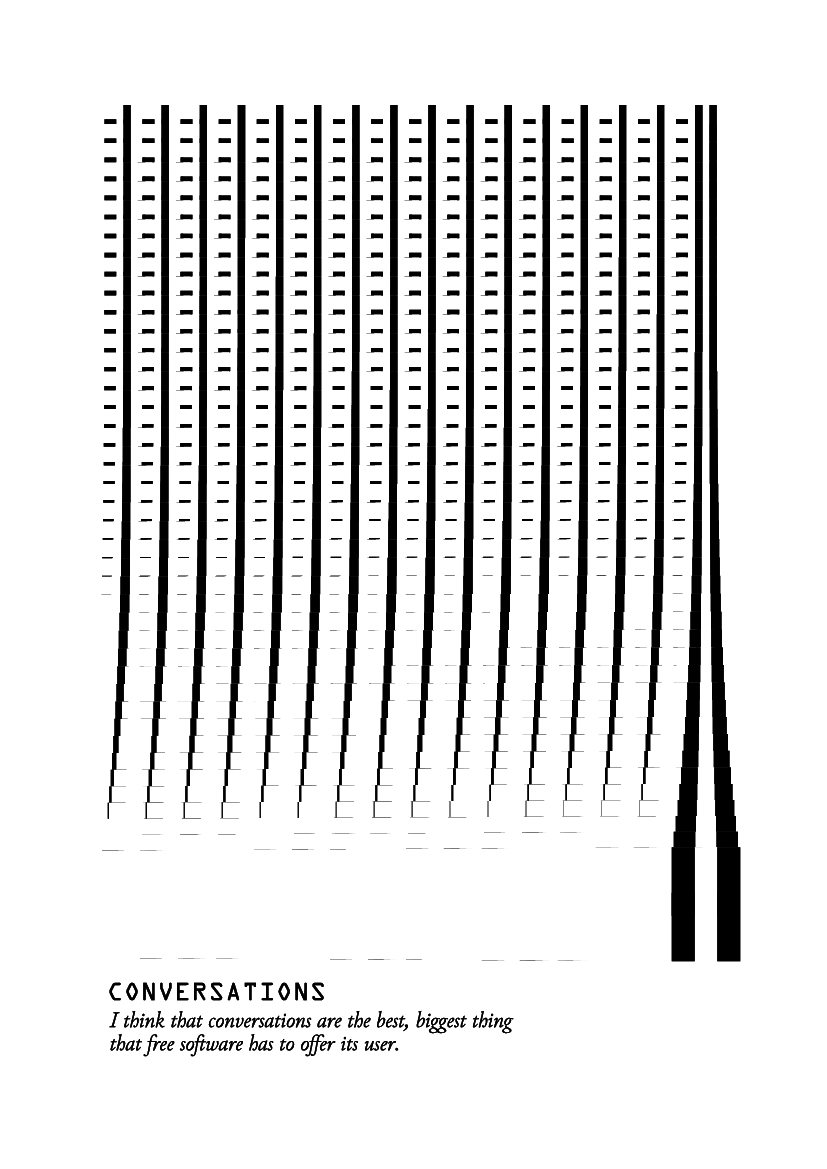 CONVERSATIONS
I think that conversations are the best, biggest thing
that free software has to offer its user.